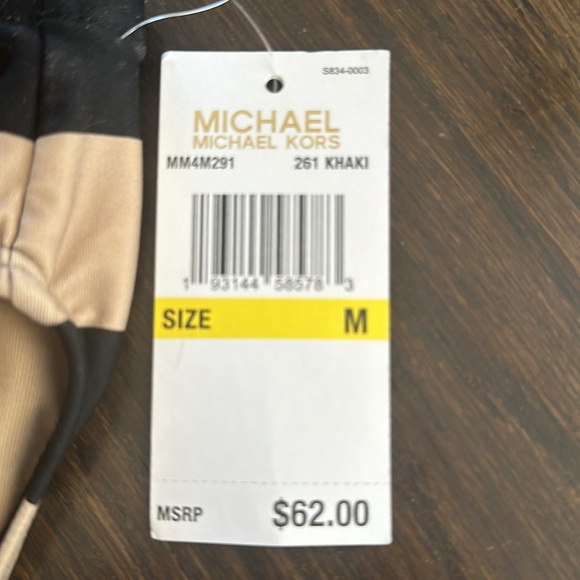 S834-0003
MICHAEL
MICHAEL KORS
MM4M291 261 KHAKI
1 93144 58578 3
SIZE M
MSRP $62.00